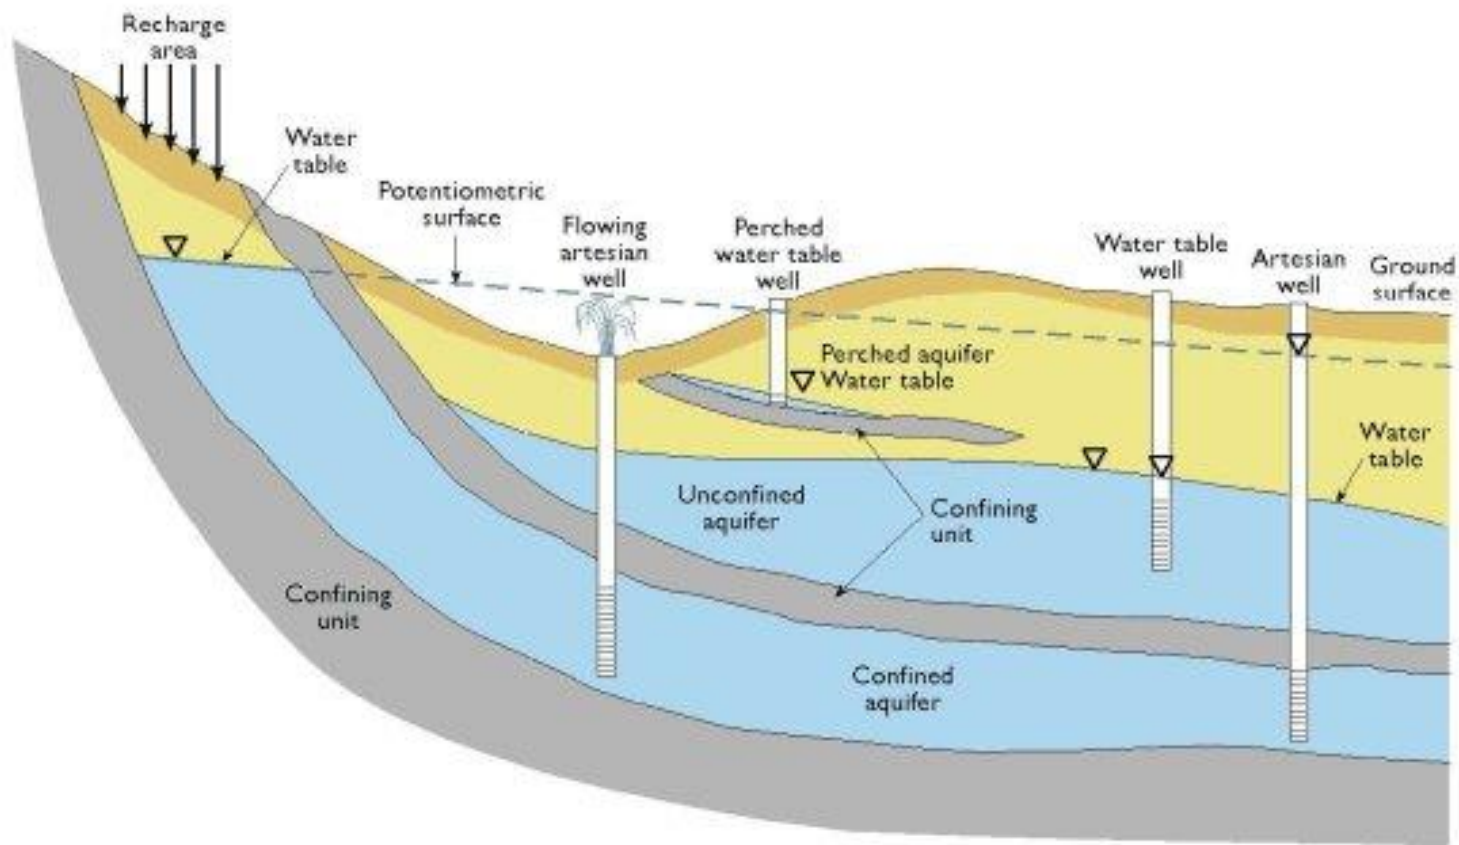 Recharge
area
Water
table
Potentiometric
surface
Flowing
artesian
well
Perched
water table
well
Water table
well
Artesian
well
Ground
surface
Perched aquifer
Water table
Water
table
Unconfined
aquifer
Confining
unit
Confining
unit
Confined
aquifer